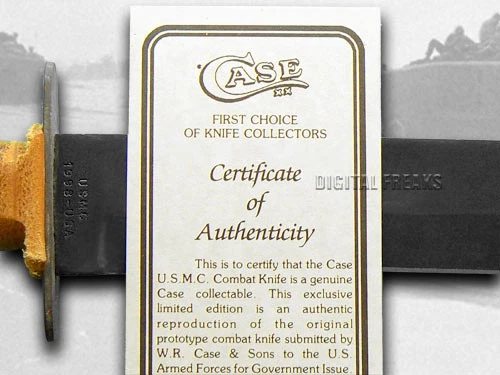 CASE
XX
FIRST CHOICE
OF KNIFE COLLECTORS
Certificate
of
Authenticity
This is to certify that the Case
U.S.M.C. Combat Knife is a genuine
Case collectable. This exclusive
limited edition is an authentic
reproduction of the original
prototype combat knife submitted by
W.R. Case & Sons to the U.S.
Armed Forces for Government Issue.
USMC
DIGITAL FREAKS